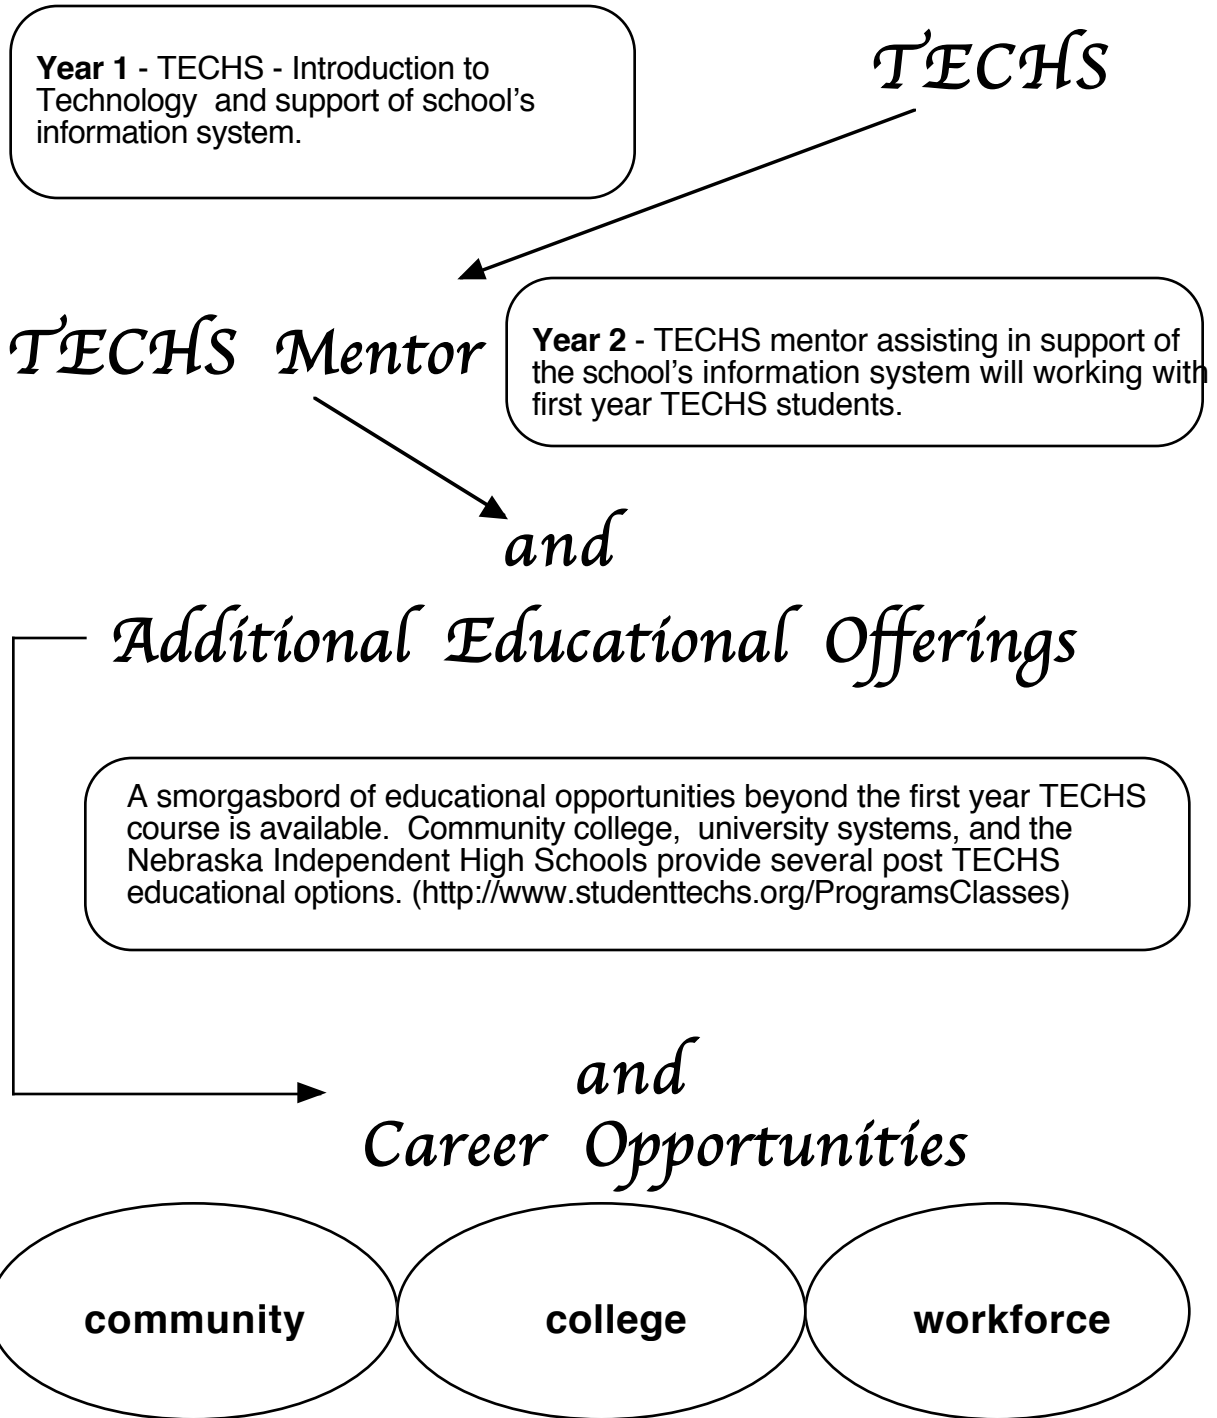 TECHS
Year 1 - TECHS - Introduction to
Technology and support of school's
information system.
TECHS Mentor
Year 2 - TECHS mentor assisting in support of
the school's information system will working with
first year TECHS students.
and
Additional Educational Offerings
A smorgasbord of educational opportunities beyond the first year TECHS
course is available. Community college, university systems, and the
Nebraska Independent High Schools provide several post TECHS
educational options. (http://www.studenttechs.org/ProgramsClasses)
and
Career Opportunities
community
college
workforce